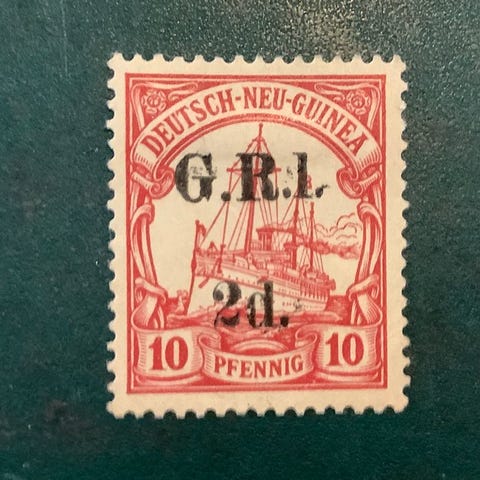 DEUTSCH-NEU-GUINEA
G.R.I.
2d.
10 PFENNIG 10